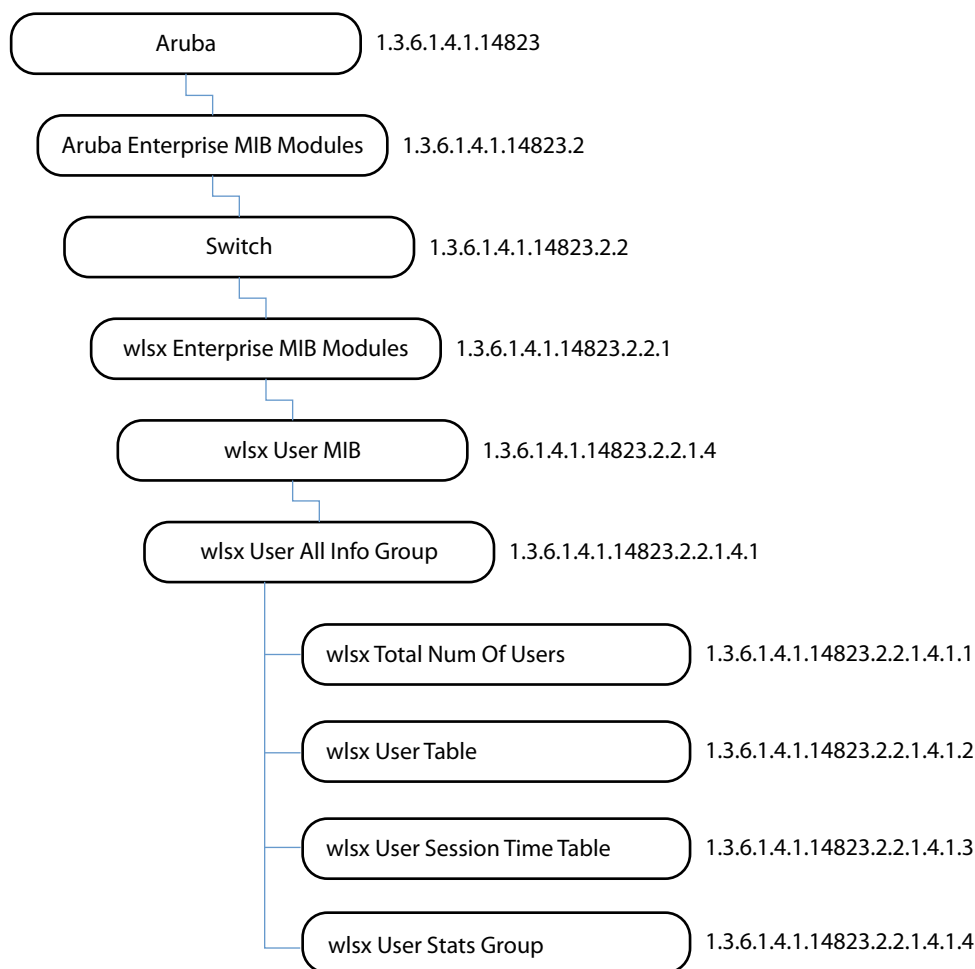 Aruba 1.3.6.1.4.1.14823
Aruba Enterprise MIB Modules 1.3.6.1.4.1.14823.2
Switch 1.3.6.1.4.1.14823.2.2
wlsx Enterprise MIB Modules 1.3.6.1.4.1.14823.2.2.1
wlsx User MIB 1.3.6.1.4.1.14823.2.2.1.4
wlsx User All Info Group 1.3.6.1.4.1.14823.2.2.1.4.1
wlsx Total Num Of Users 1.3.6.1.4.1.14823.2.2.1.4.1.1
wlsx User Table 1.3.6.1.4.1.14823.2.2.1.4.1.2
wlsx User Session Time Table 1.3.6.1.4.1.14823.2.2.1.4.1.3
wlsx User Stats Group 1.3.6.1.4.1.14823.2.2.1.4.1.4